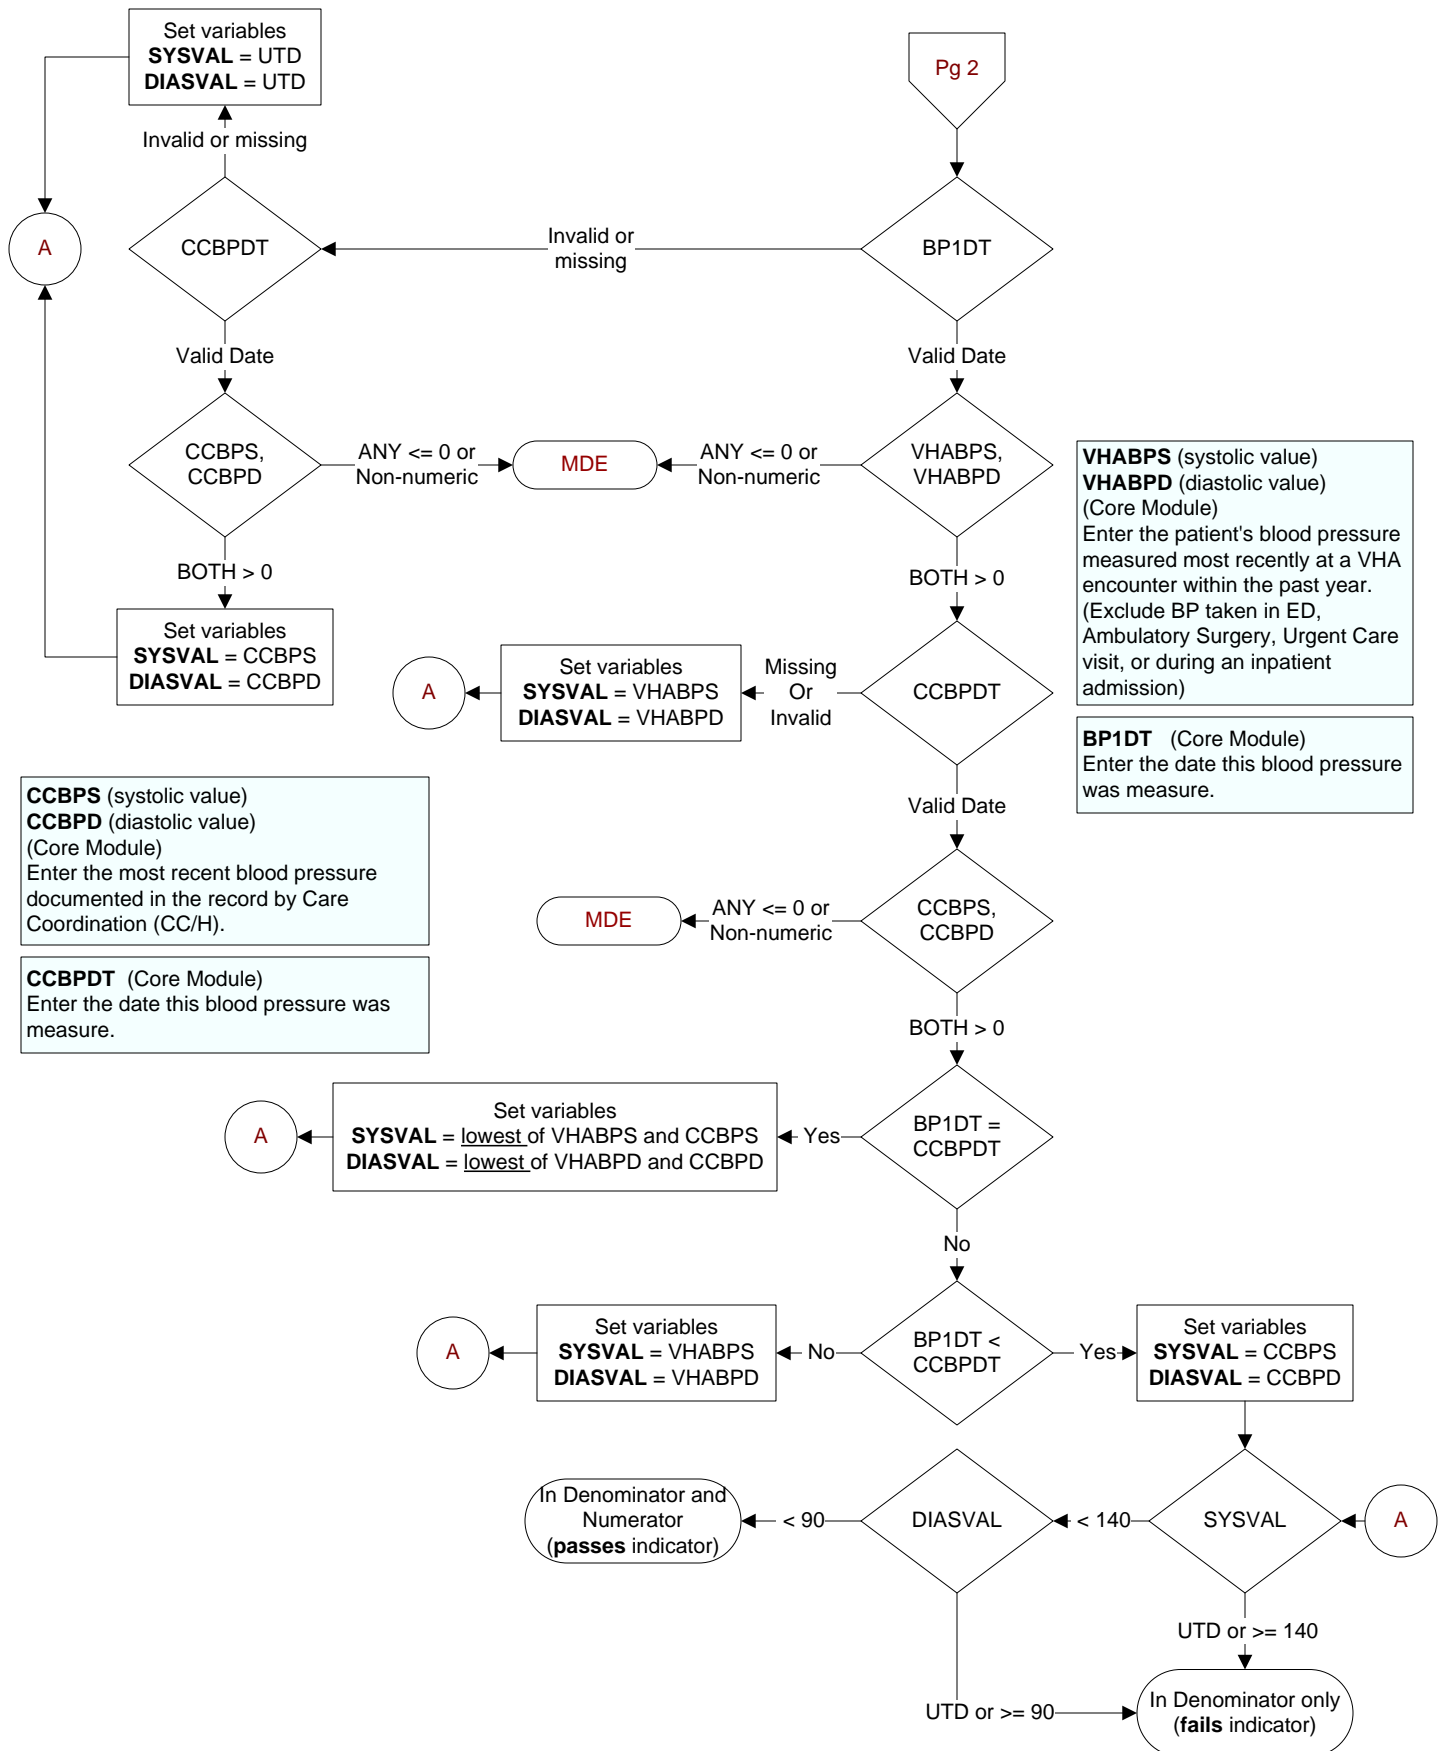 Set variables
SYSVAL = UTD
DIASVAL = UTD
Pg 2
Invalid or missing
A
CCBPDT
Invalid or
missing
BP1DT
Valid Date
Valid Date
CCBPS,
CCBPD
ANY <= 0 or
Non-numeric
MDE
ANY <= 0 or
Non-numeric
VHABPS,
VHABPD
VHABPS (systolic value)
VHABPD (diastolic value)
(Core Module)
Enter the patient's blood pressure
measured most recently at a VHA
encounter within the past year.
(Exclude BP taken in ED,
Ambulatory Surgery, Urgent Care
visit, or during an inpatient
admission)
BOTH > 0
BOTH > 0
Set variables
SYSVAL = CCBPS
DIASVAL = CCBPD
A
Set variables
SYSVAL = VHABPS
DIASVAL = VHABPD
Missing
Or
Invalid
CCBPDT
BP1DT (Core Module)
Enter the date this blood pressure
was measure.
CCBPS (systolic value)
CCBPD (diastolic value)
(Core Module)
Enter the most recent blood pressure
documented in the record by Care
Coordination (CC/H).
Valid Date
MDE
ANY <= 0 or
Non-numeric
CCBPS,
CCBPD
CCBPDT (Core Module)
Enter the date this blood pressure was
measure.
BOTH > 0
A
Set variables
SYSVAL = lowest of VHABPS and CCBPS
DIASVAL = lowest of VHABPD and CCBPD
Yes
BP1DT =
CCBPDT
No
A
Set variables
SYSVAL = VHABPS
DIASVAL = VHABPD
No
BP1DT <
CCBPDT
Yes
Set variables
SYSVAL = CCBPS
DIASVAL = CCBPD
In Denominator and
Numerator
(passes indicator)
< 90
DIASVAL
< 140
SYSVAL
A
UTD or >= 140
UTD or >= 90
In Denominator only
(fails indicator)